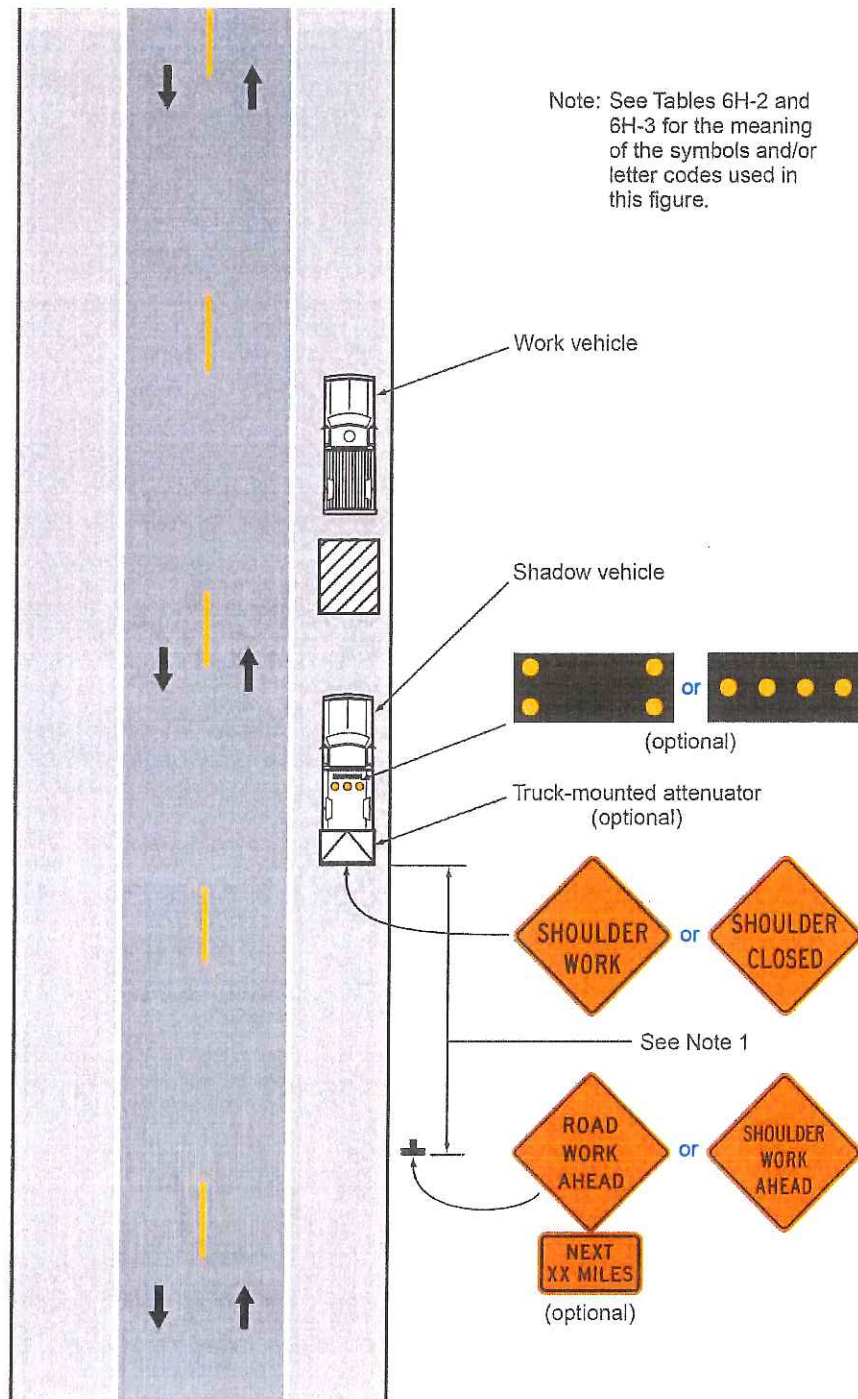 Note: See Tables 6H-2 and
6H-3 for the meaning
of the symbols and/or
letter codes used in
this figure.
Work vehicle
Shadow vehicle
or
(optional)
Truck-mounted attenuator
(optional)
SHOULDER
WORK
or
SHOULDER
CLOSED
See Note 1
ROAD
WORK
AHEAD
or
SHOULDER
WORK
AHEAD
NEXT
XX MILES
(optional)